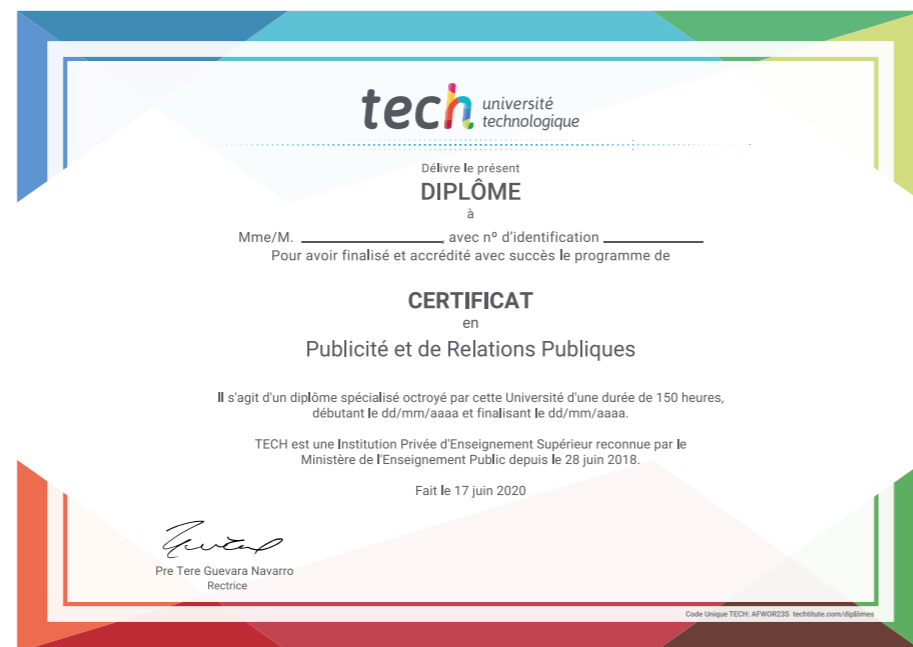 tech université
technologique
Délivre le présent
DIPLÔME
à
Mme/M. ____________________, avec nº d'identification ______________
Pour avoir finalisé et accrédité avec succès le programme de
CERTIFICAT
en
Publicité et de Relations Publiques
Il s'agit d'un diplôme spécialisé octroyé par cette Université d'une durée de 150 heures,
débutant le dd/mm/aaaa et finalisant le dd/mm/aaaa.
TECH est une Institution Privée d'Enseignement Supérieur reconnue par le
Ministère de l'Enseignement Public depuis le 28 juin 2018.
Fait le 17 juin 2020
Pre Tere Guevara Navarro
Rectrice
Code Unique TECH: AFWOR23S techtitute.com/diplômes